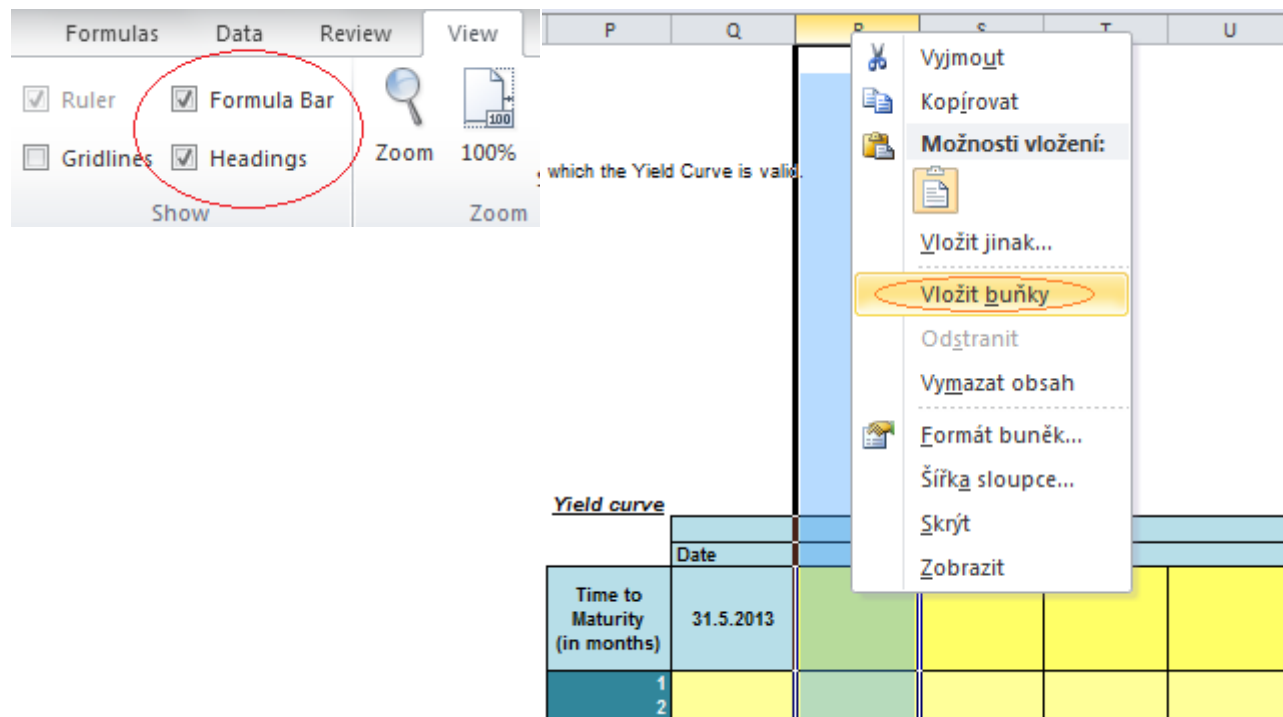 Formulas Data Review View
Ruler Formula Bar
Gridlines Headings
Zoom 100%
100
Show Zoom
P Q R S T U
which the Yield Curve is valid.
Vyjmout
Kopírovat
Možnosti vložení:
Vložit jinak...
Vložit buňky
Odstranit
Vymazat obsah
Formát buněk...
Šířka sloupce...
Skrýt
Zobrazit
Yield curve
Date
Time to
Maturity
(in months)
31.5.2013
1
2